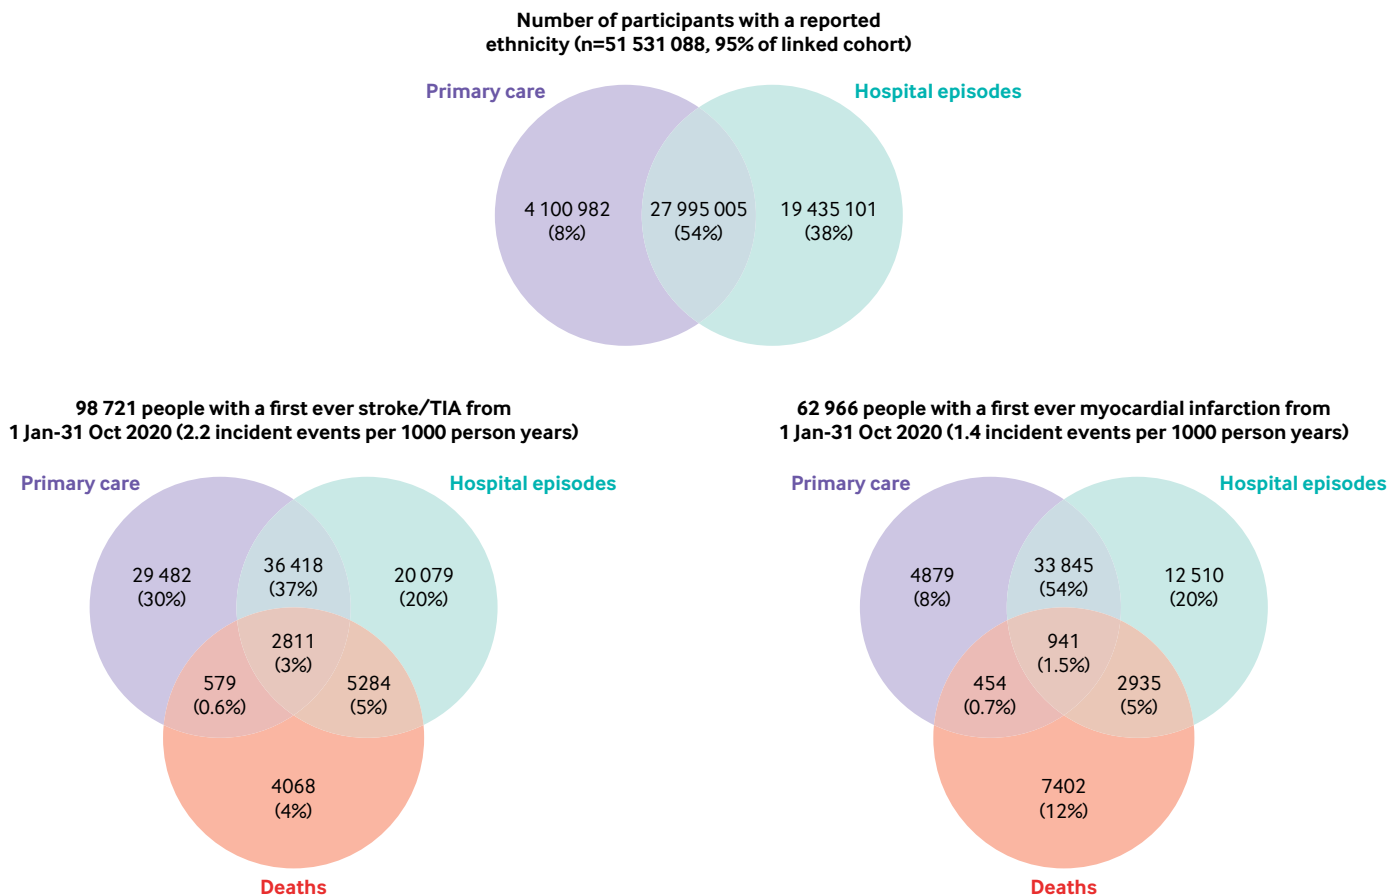 Number of participants with a reported
ethnicity (n=51 531 088, 95% of linked cohort)
Primary care
Hospital episodes
4 100 982
(8%)
27 995 005
(54%)
19 435 101
(38%)
98 721 people with a first ever stroke/TIA from
1 Jan-31 Oct 2020 (2.2 incident events per 1000 person years)
Primary care
Hospital episodes
29 482
(30%)
36 418
(37%)
20 079
(20%)
2811
(3%)
579
(0.6%)
5284
(5%)
4068
(4%)
Deaths
62 966 people with a first ever myocardial infarction from
1 Jan-31 Oct 2020 (1.4 incident events per 1000 person years)
Primary care
Hospital episodes
4879
(8%)
33 845
(54%)
12 510
(20%)
941
(1.5%)
454
(0.7%)
2935
(5%)
7402
(12%)
Deaths